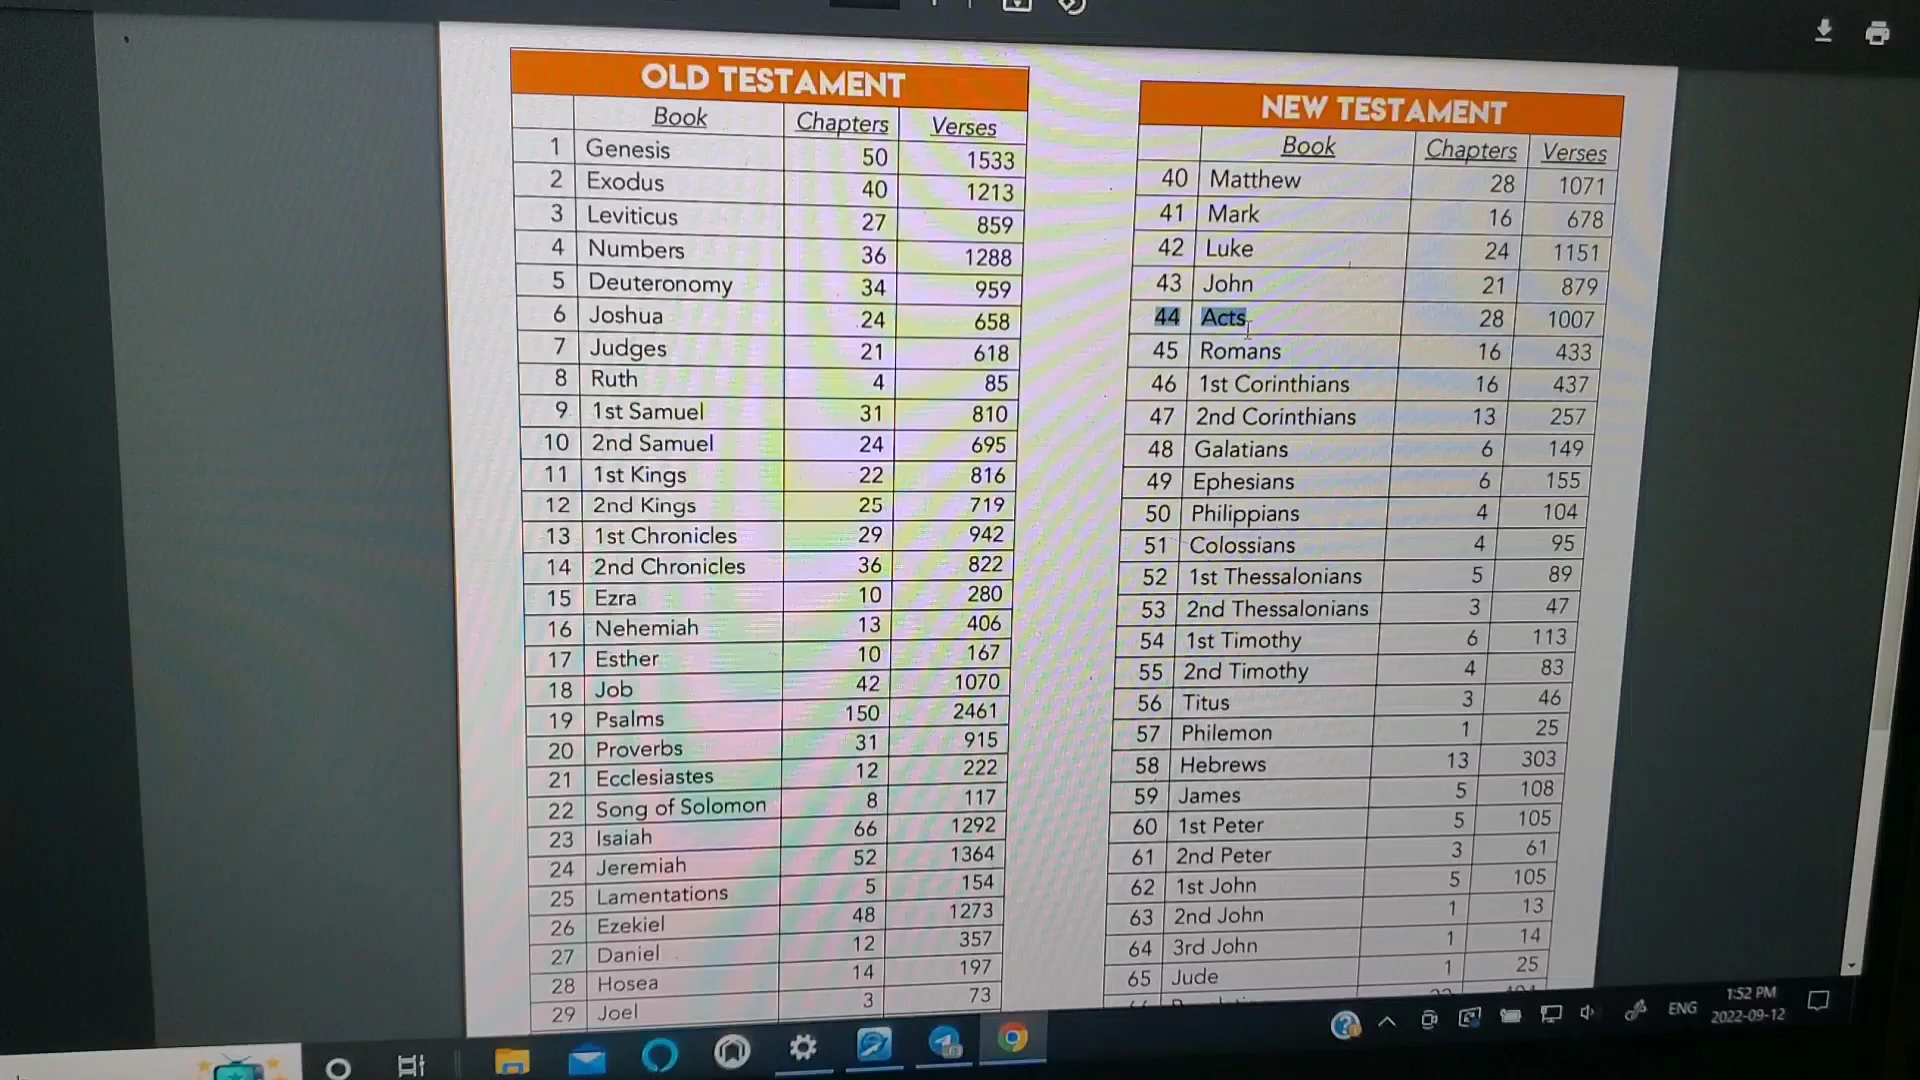 OLD TESTAMENT
Book Chapters Verses
1 Genesis 50 1533
2 Exodus 40 1213
3 Leviticus 27 859
4 Numbers 36 1288
5 Deuteronomy 34 959
6 Joshua 24 658
7 Judges 21 618
8 Ruth 4 85
9 1st Samuel 31 810
10 2nd Samuel 24 695
11 1st Kings 22 816
12 2nd Kings 25 719
13 1st Chronicles 29 942
14 2nd Chronicles 36 822
15 Ezra 10 280
16 Nehemiah 13 406
17 Esther 10 167
18 Job 42 1070
19 Psalms 150 2461
20 Proverbs 31 915
21 Ecclesiastes 12 222
22 Song of Solomon 8 117
23 Isaiah 66 1292
24 Jeremiah 52 1364
25 Lamentations 5 154
26 Ezekiel 48 1273
27 Daniel 12 357
28 Hosea 14 197
29 Joel 3 73
NEW TESTAMENT
Book Chapters Verses
40 Matthew 28 1071
41 Mark 16 678
42 Luke 24 1151
43 John 21 879
44 Acts 28 1007
45 Romans 16 433
46 1st Corinthians 16 437
47 2nd Corinthians 13 257
48 Galatians 6 149
49 Ephesians 6 155
50 Philippians 4 104
51 Colossians 4 95
52 1st Thessalonians 5 89
53 2nd Thessalonians 3 47
54 1st Timothy 6 113
55 2nd Timothy 4 83
56 Titus 3 46
57 Philemon 1 25
58 Hebrews 13 303
59 James 5 108
60 1st Peter 5 105
61 2nd Peter 3 61
62 1st John 5 105
63 2nd John 1 13
64 3rd John 1 14
65 Jude 1 25
ENG
1:52 PM
2022-09-12